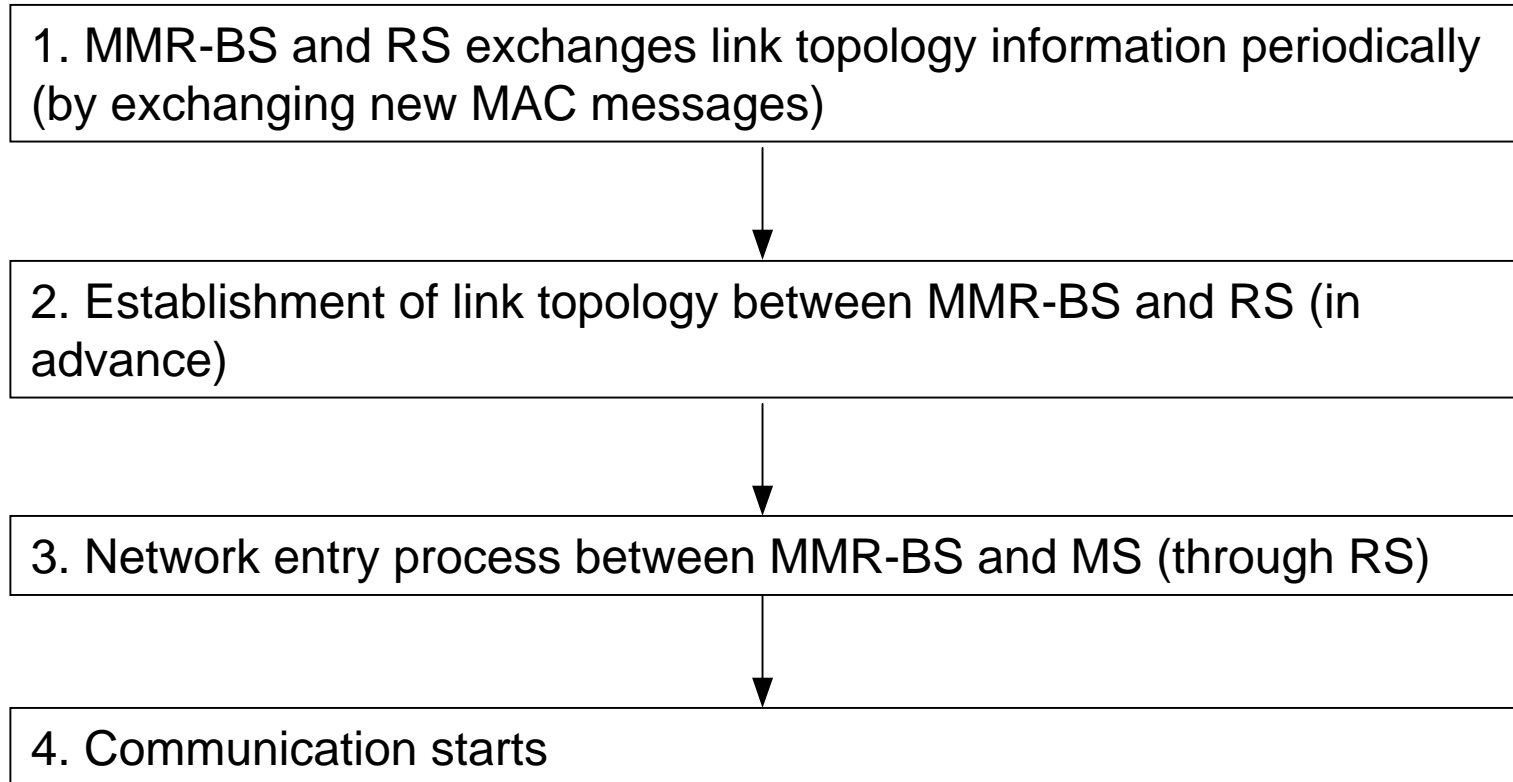 1. MMR-BS and RS exchanges link topology information periodically
(by exchanging new MAC messages)
2. Establishment of link topology between MMR-BS and RS (in
advance)
3. Network entry process between MMR-BS and MS (through RS)
4. Communication starts